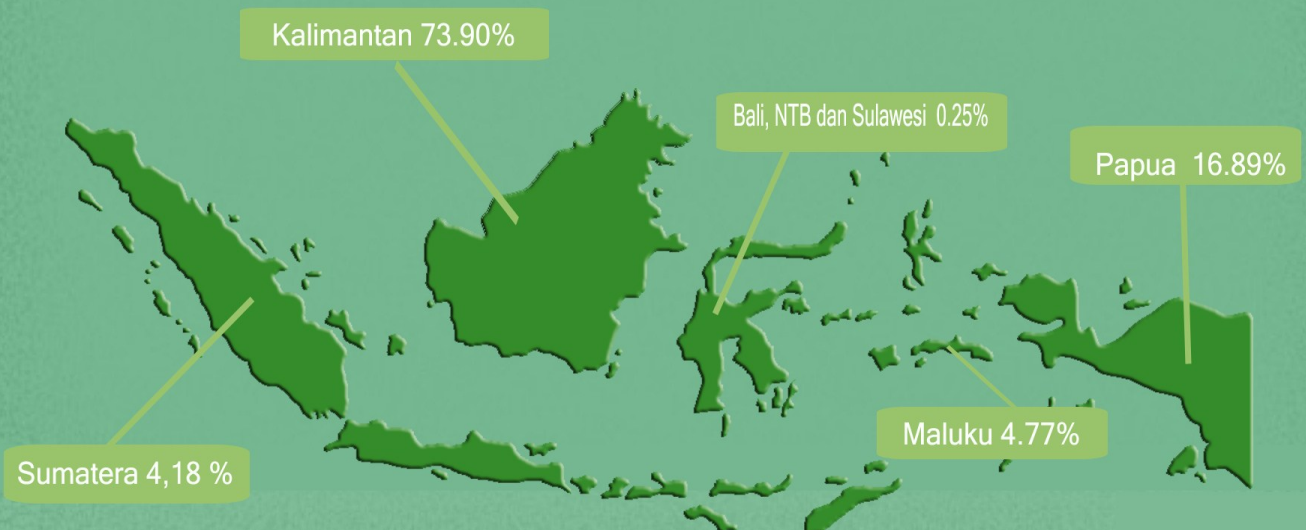 Kalimantan 73.90%
Bali, NTB dan Sulawesi 0.25%
Papua 16.89%
Maluku 4.77%
Sumatera 4,18 %